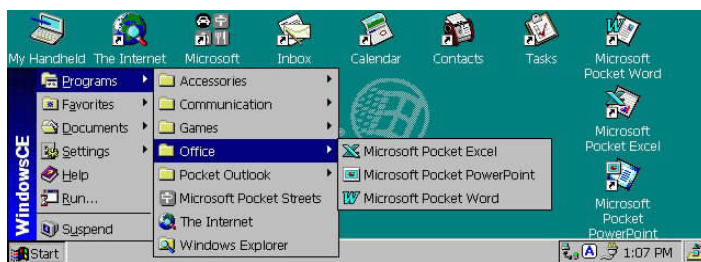 My Handheld
The Internet
Microsoft
Inbox
Calendar
Contacts
Tasks
Microsoft
Pocket Word
Microsoft
Pocket Excel
Microsoft
Pocket
PowerPoint
WindowsCE
Programs
Favorites
Documents
Settings
Help
Run...
Suspend
Accessories
Communication
Games
Office
Pocket Outlook
Microsoft Pocket Streets
The Internet
Windows Explorer
Microsoft Pocket Excel
Microsoft Pocket PowerPoint
Microsoft Pocket Word
Start
A
1:07 PM